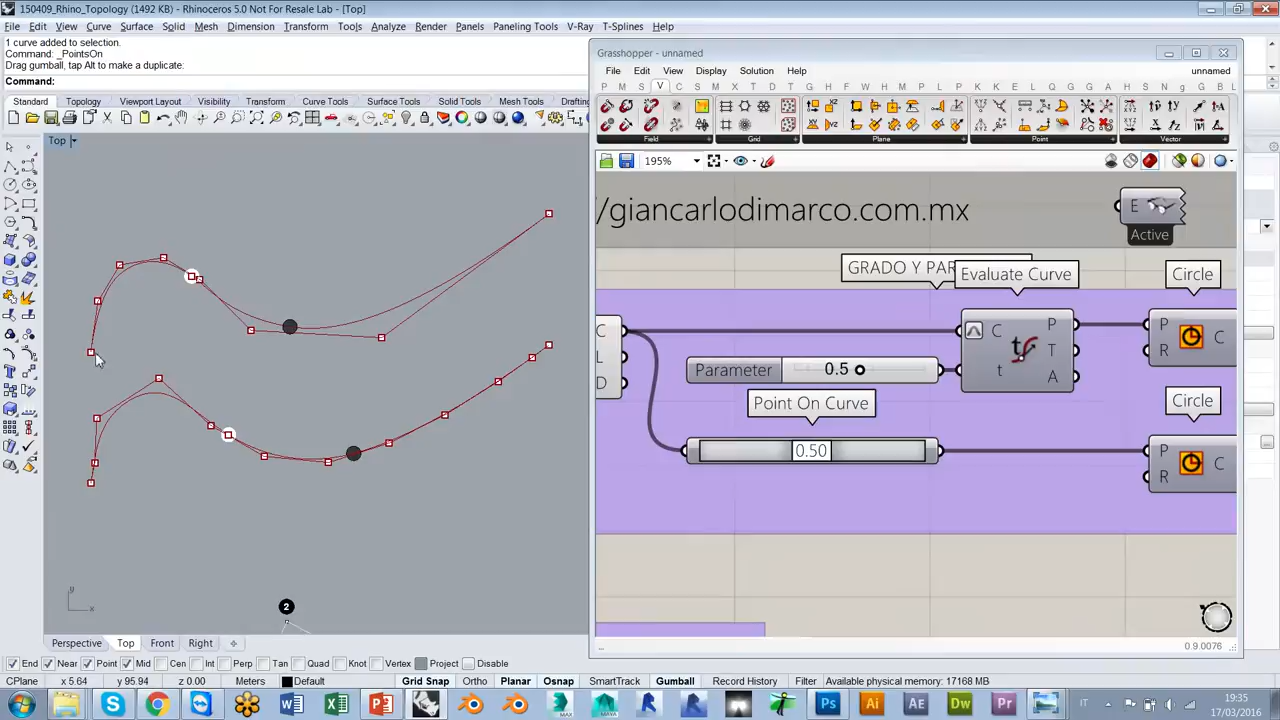 150409_Rhino_Topology (1492 KB) - Rhinoceros 5.0 Not For Resale Lab - [Top]
File Edit View Curve Surface Solid Mesh Dimension Transform Tools Analyze Render Panels Paneling Tools V-Ray T-Splines Help
1 curve added to selection.
Command: _PointsOn
Drag gumball, tap Alt to make a duplicate:
Command:
Standard Topology Viewport Layout Visibility Transform Curve Tools Surface Tools Solid Tools Mesh Tools Drafting
Top
Grasshopper - unnamed
File Edit View Display Solution Help unnamed
Field Grid Plane Point Vector
195%
/giancarlodimarco.com.mx
E
Active
GRADO Y PAR
Evaluate Curve
Circle
C
L
D
Parameter 0.5
C P
T
t A
P
R C
Point On Curve
0.50
Circle
P
R C
0.9.0076
y
x
2
Perspective Top Front Right
End Near Point Mid Cen Int Perp Tan Quad Knot Vertex Project Disable
CPlane x 5.64 y 95.94 z 0.00 Meters Default Grid Snap Ortho Planar Osnap SmartTrack Gumball Record History Filter Available physical memory: 17168 MB
IT 19:35
17/03/2016